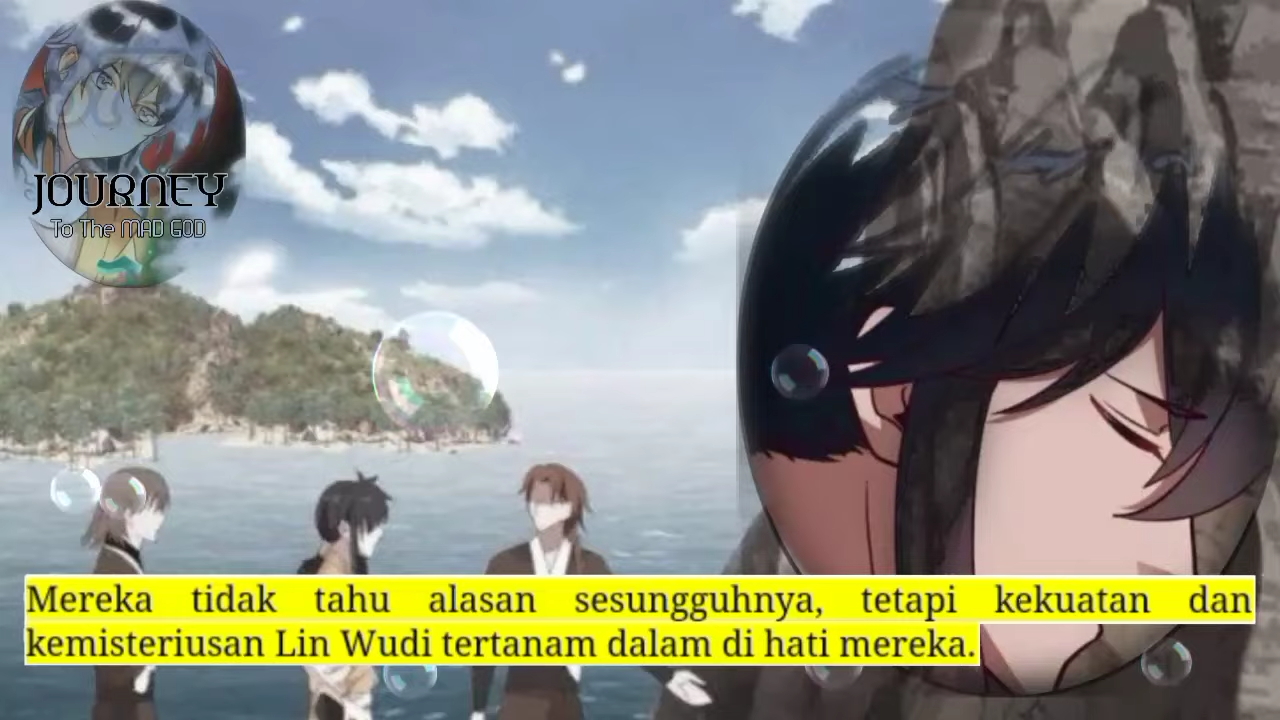 JOURNEY
To The MAD GOD
Mereka tidak tahu alasan sesungguhnya, tetapi kekuatan dan
kemisteriusan Lin Wudi tertanam dalam di hati mereka.